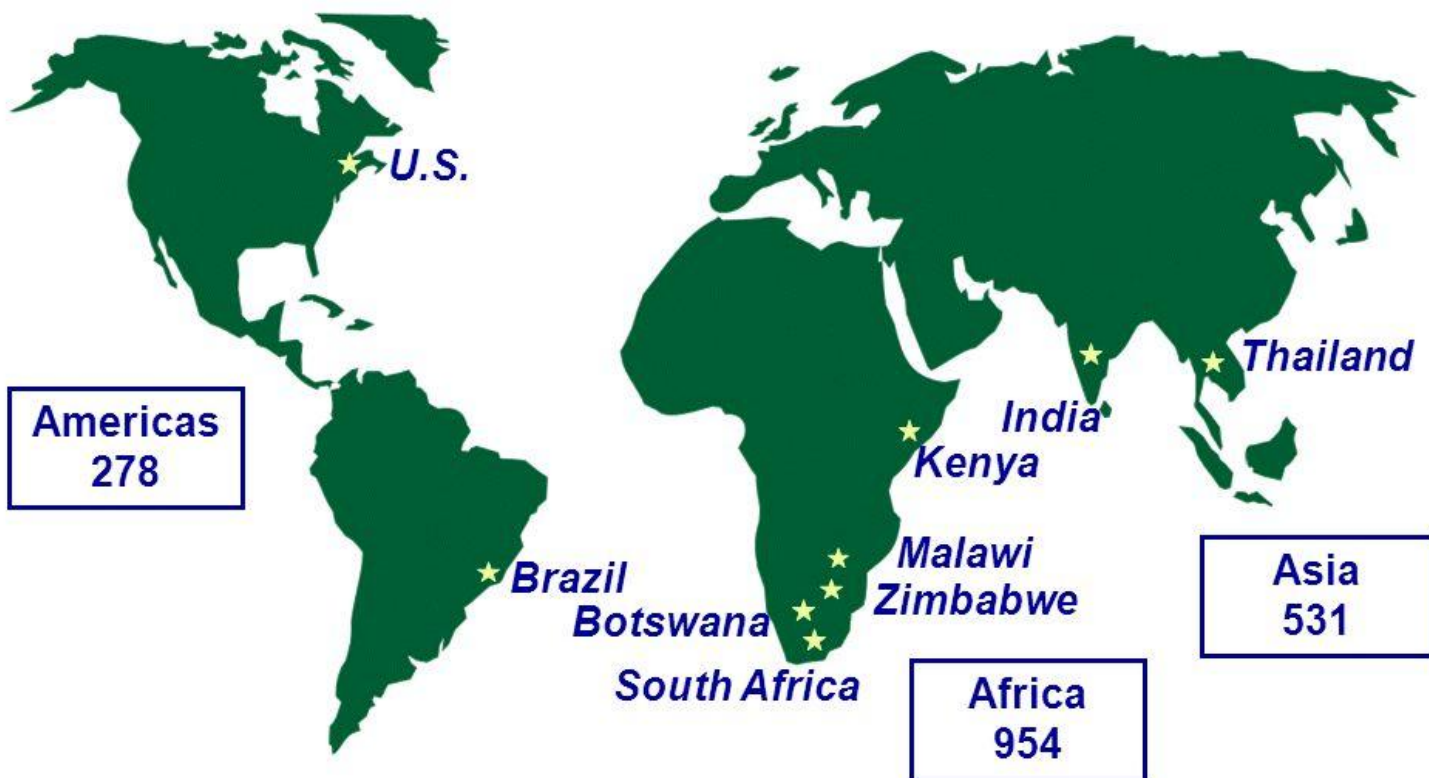 U.S.
Thailand
Americas
278
India
Kenya
Malawi
Brazil
Zimbabwe
Botswana
Asia
531
South Africa
Africa
954